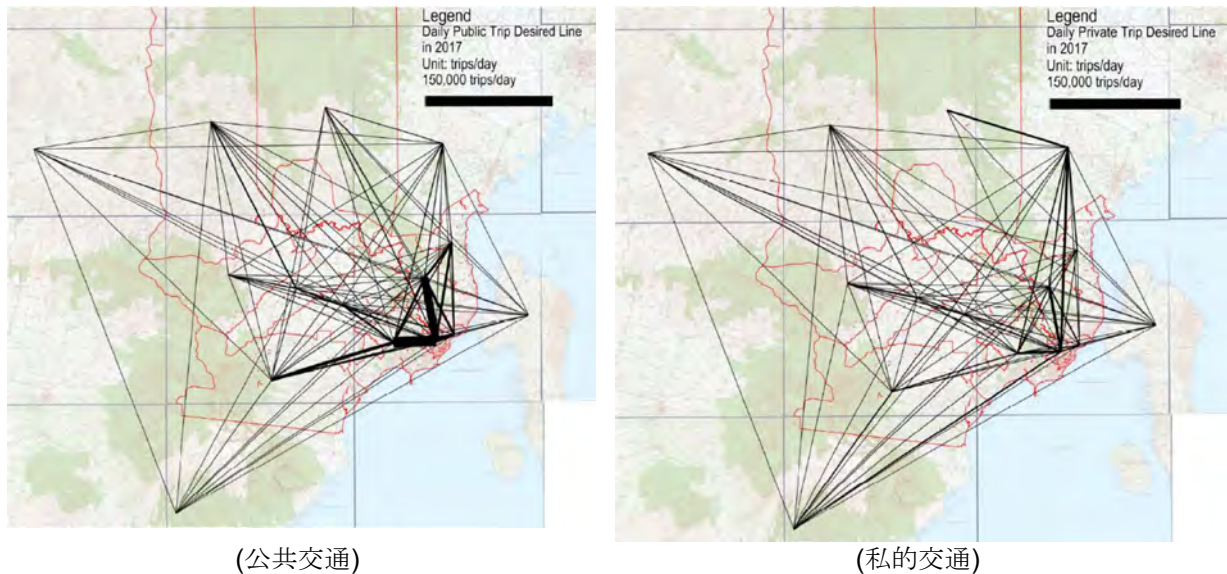 Legend
Daily Public Trip Desired Line
in 2017
Unit: trips/day
150,000 trips/day
Legend
Daily Private Trip Desired Line
in 2017
Unit: trips/day
150,000 trips/day
(公共交通)
(私的交通)